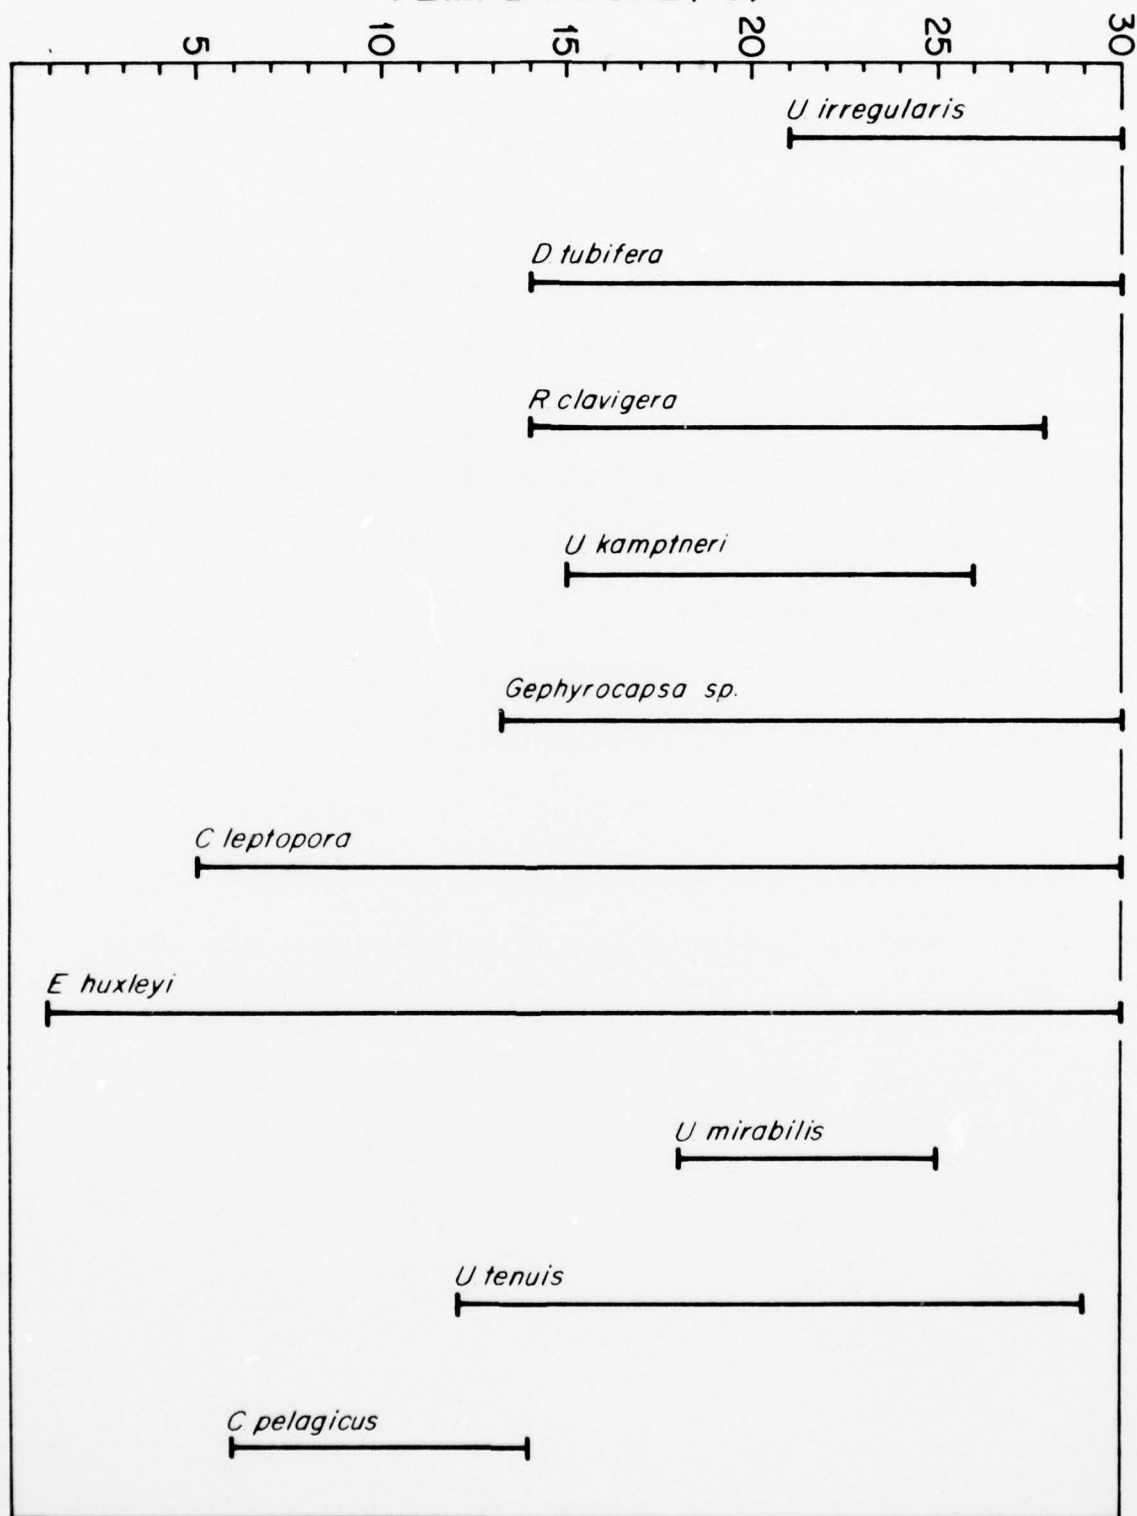 5 10 15 20 25 30
U. irregularis
D. tubifera
R. clavigera
U. kamptneri
Gephyrocapsa sp.
C. leptopora
E. huxleyi
U. mirabilis
U. tenuis
C. pelagicus